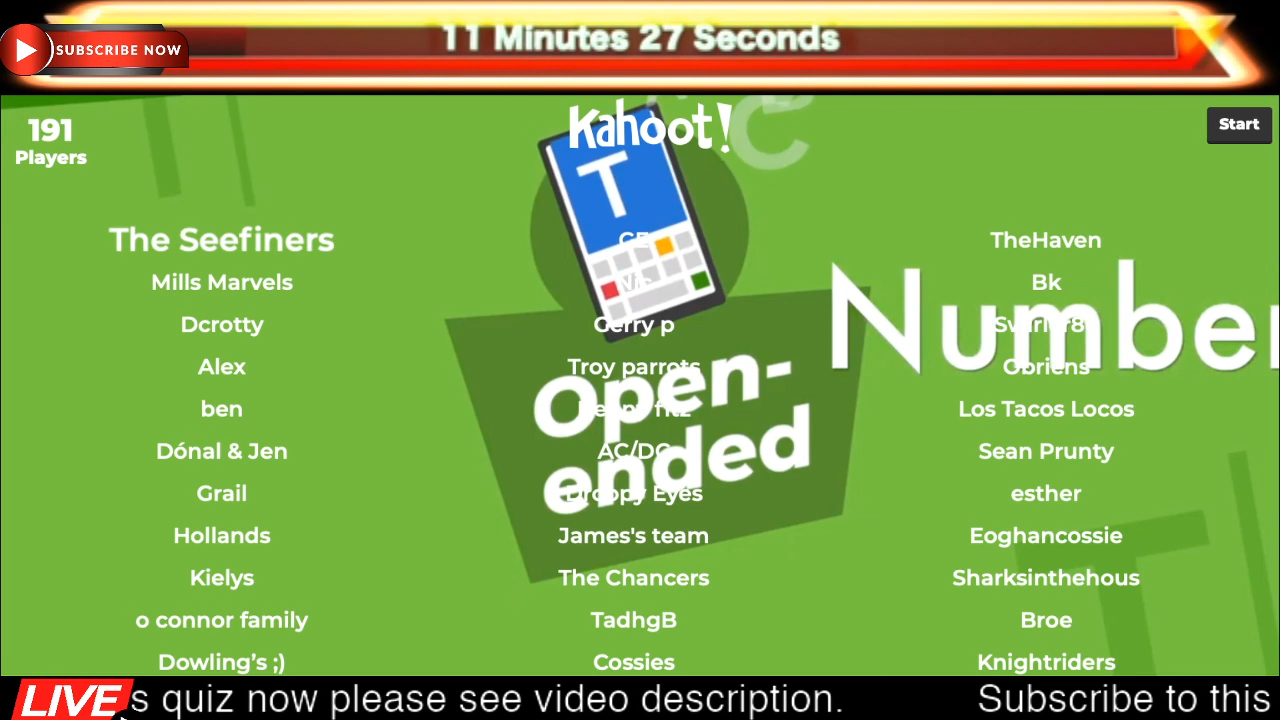 11 Minutes 27 Seconds
SUBSCRIBE NOW
191
Players
Kahoot!
Start
T
C
The Seefiners
CE
TheHaven
Mills Marvels
Bk
Number
Dcrotty
Gerry p
Alex
Troy parrots
Obriens
Open-
ended
ben
Los Tacos Locos
Dónal & Jen
AC/DC
Sean Prunty
Grail
Droopy Eyes
esther
Hollands
James's team
Eoghancossie
Kielys
The Chancers
Sharksinthehous
o connor family
TadhgB
Broe
Dowling’s ;)
Cossies
Knightriders
LIVE
s quiz now please see video description. Subscribe to this